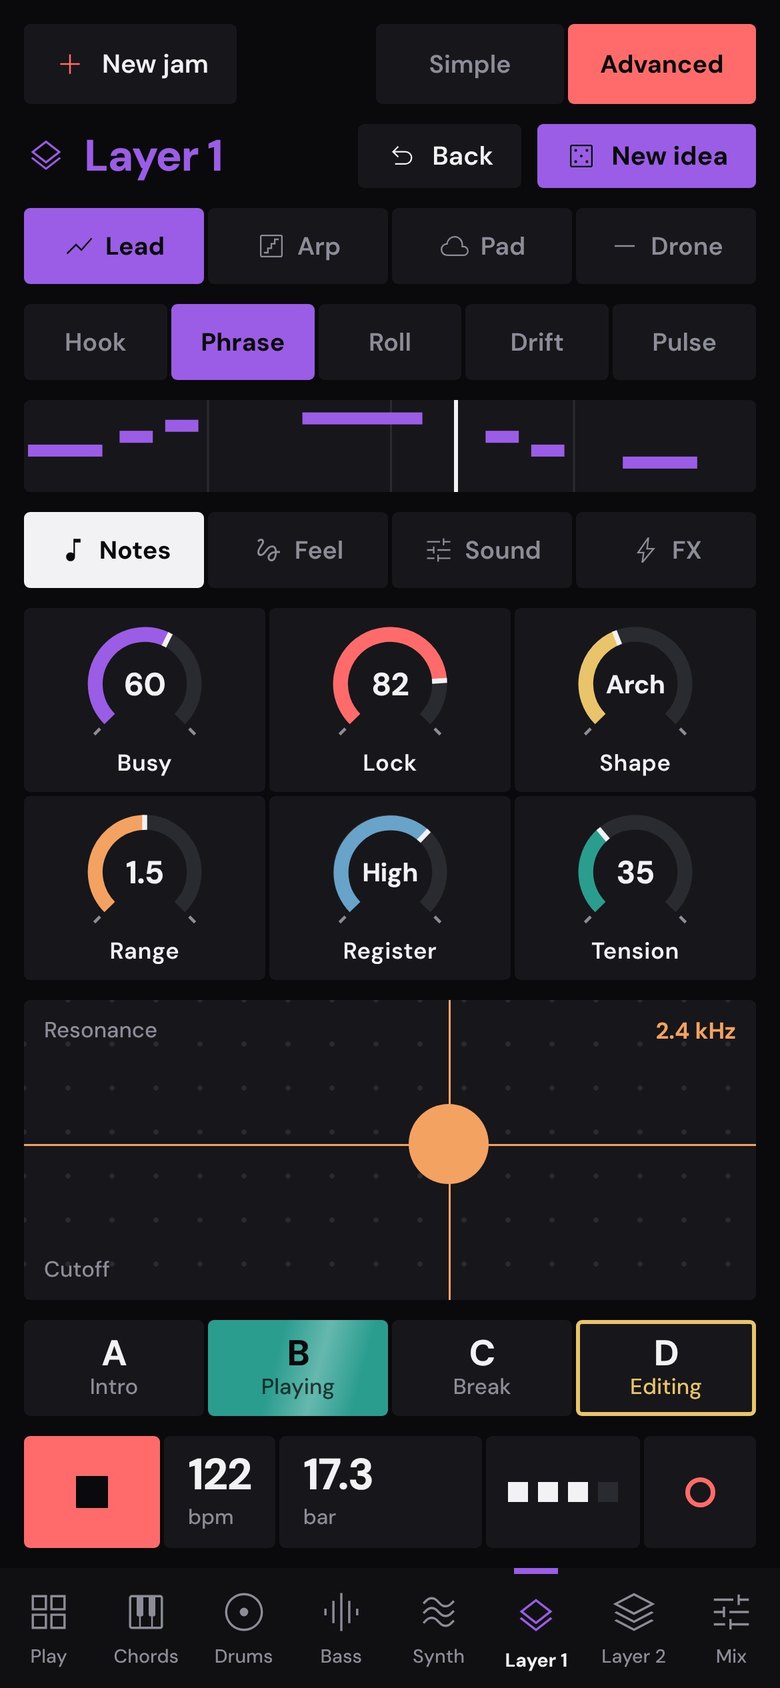 New jam
Simple
Advanced
Layer 1
Back
New idea
Lead
Arp
Pad
Drone
Hook
Phrase
Roll
Drift
Pulse
Notes
Feel
Sound
FX
60
82
Arch
Busy
Lock
Shape
1.5
High
35
Range
Register
Tension
Resonance
2.4 kHz
Cutoff
A
Intro
B
Playing
C
Break
D
Editing
122
bpm
17.3
bar
Play
Chords
Drums
Bass
Synth
Layer 1
Layer 2
Mix